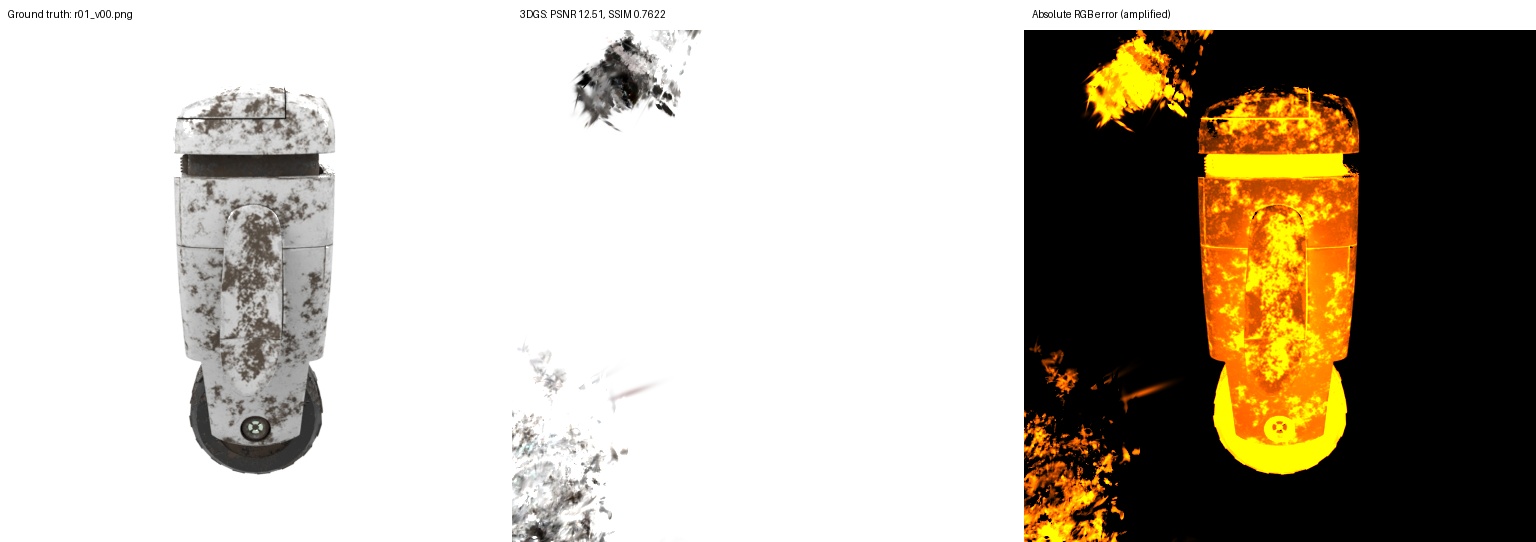 Ground truth: r01_v00.png
3DGS: PSNR 12.51, SSIM 0.7622
Absolute RGB error (amplified)